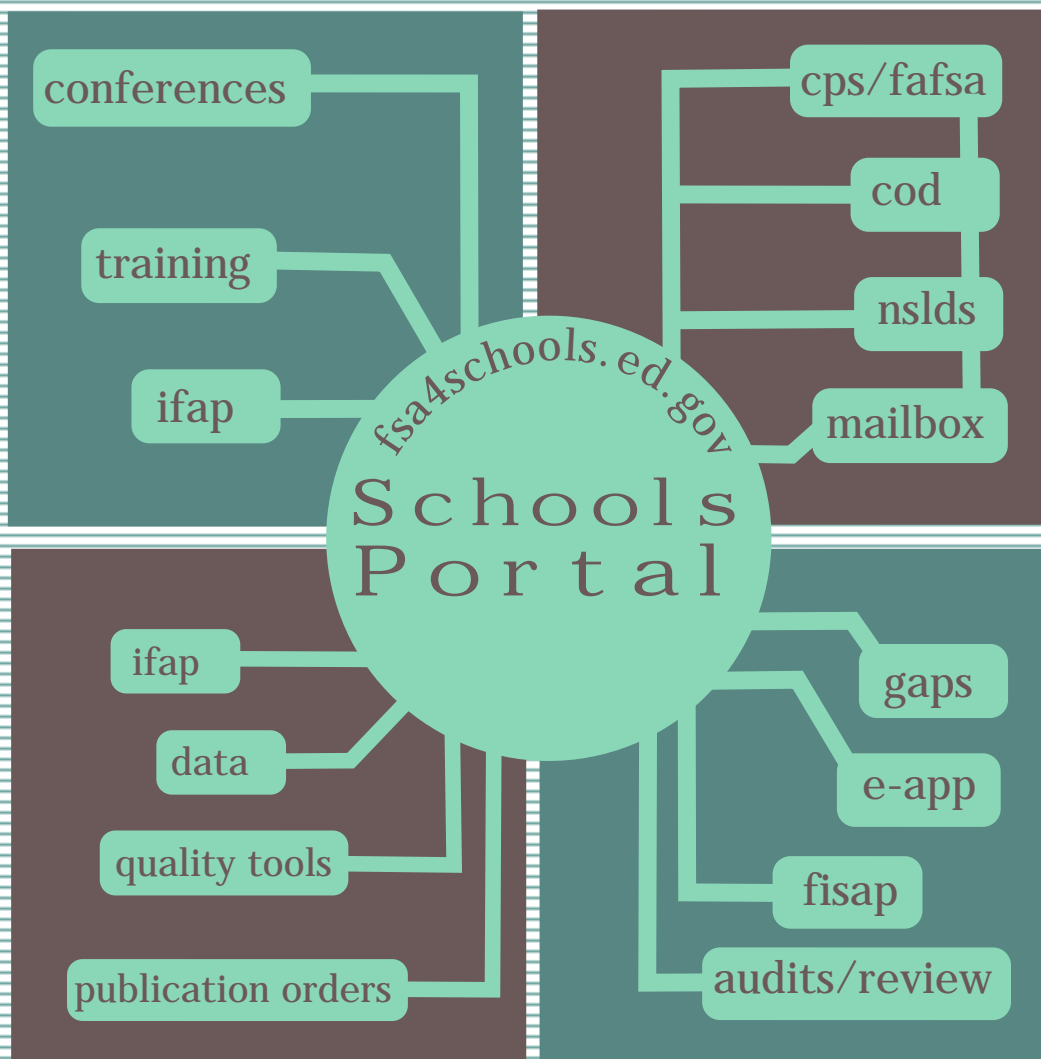 conferences
training
ifap
cps/fafsa
cod
nslds
mailbox
fsa4schools.ed.gov
Schools
Portal
ifap
data
quality tools
publication orders
gaps
e-app
fisap
audits/review